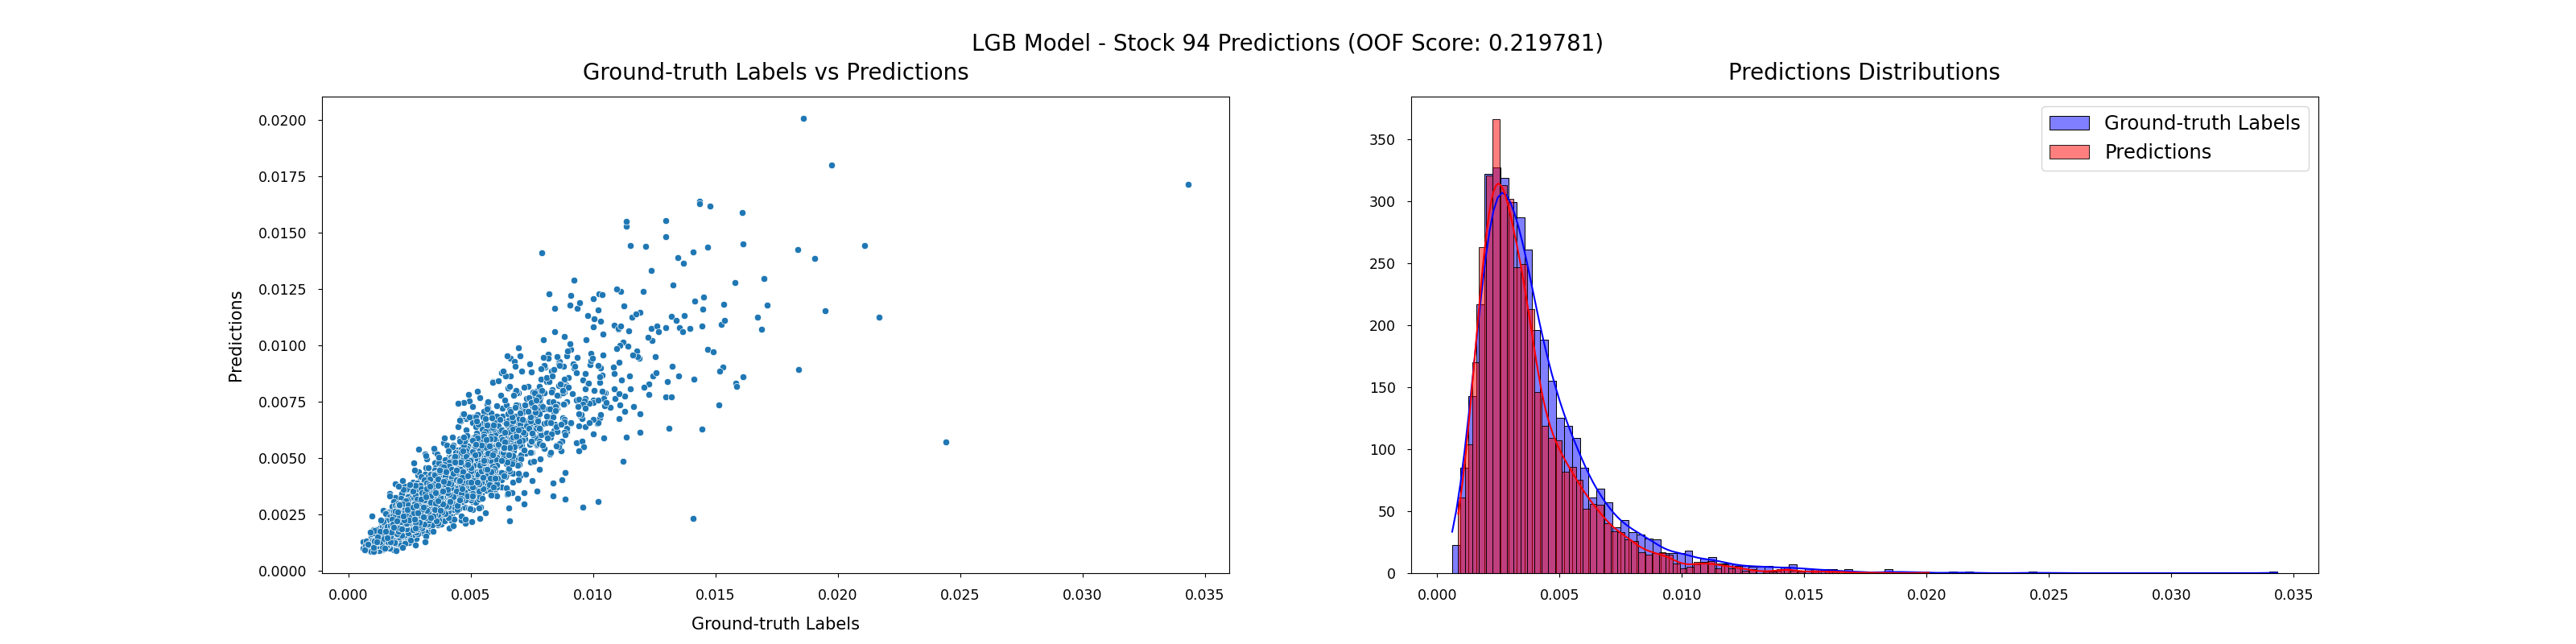 LGB Model - Stock 94 Predictions (OOF Score: 0.219781)
Ground-truth Labels vs Predictions
0.0200
0.0175
0.0150
0.0125
0.0100
0.0075
0.0050
0.0025
0.0000
Predictions
0.000 0.005 0.010 0.015 0.020 0.025 0.030 0.035
Ground-truth Labels
Predictions Distributions
Ground-truth Labels
Predictions
350
300
250
200
150
100
50
0
0.000 0.005 0.010 0.015 0.020 0.025 0.030 0.035